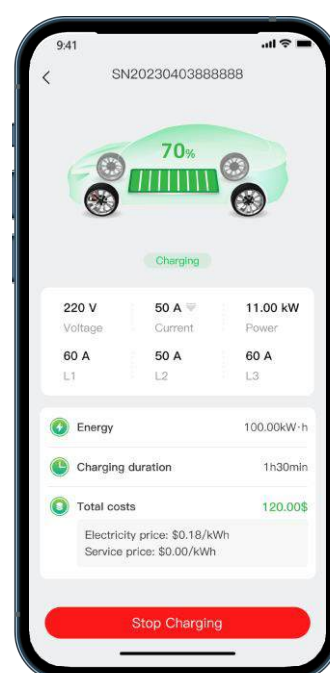 9:41
SN20230403888888
70%
Charging
220 V 50 A 11.00 kW
Voltage Current Power
60 A 50 A 60 A
L1 L2 L3
Energy 100.00kW·h
Charging duration 1h30min
Total costs 120.00$
Electricity price: $0.18/kWh
Service price: $0.00/kWh
Stop Charging